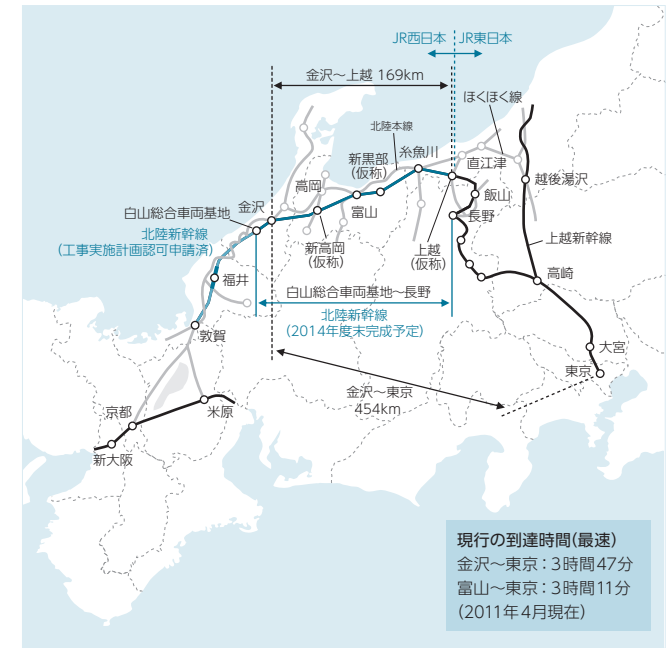 JR西日本 JR東日本
金沢～上越 169km
ほくほく線
北陸本線
糸魚川
新黒部
(仮称)
直江津
高岡
越後湯沢
飯山
金沢
白山総合車両基地
富山
長野
北陸新幹線
(工事実施計画認可申請済)
新高岡
(仮称)
上越
(仮称)
上越新幹線
福井
高崎
白山総合車両基地～長野
北陸新幹線
(2014年度末完成予定)
敦賀
大宮
東京
金沢～東京
454km
京都
米原
新大阪
現行の到達時間(最速)
金沢～東京：3時間47分
富山～東京：3時間11分
(2011年4月現在)